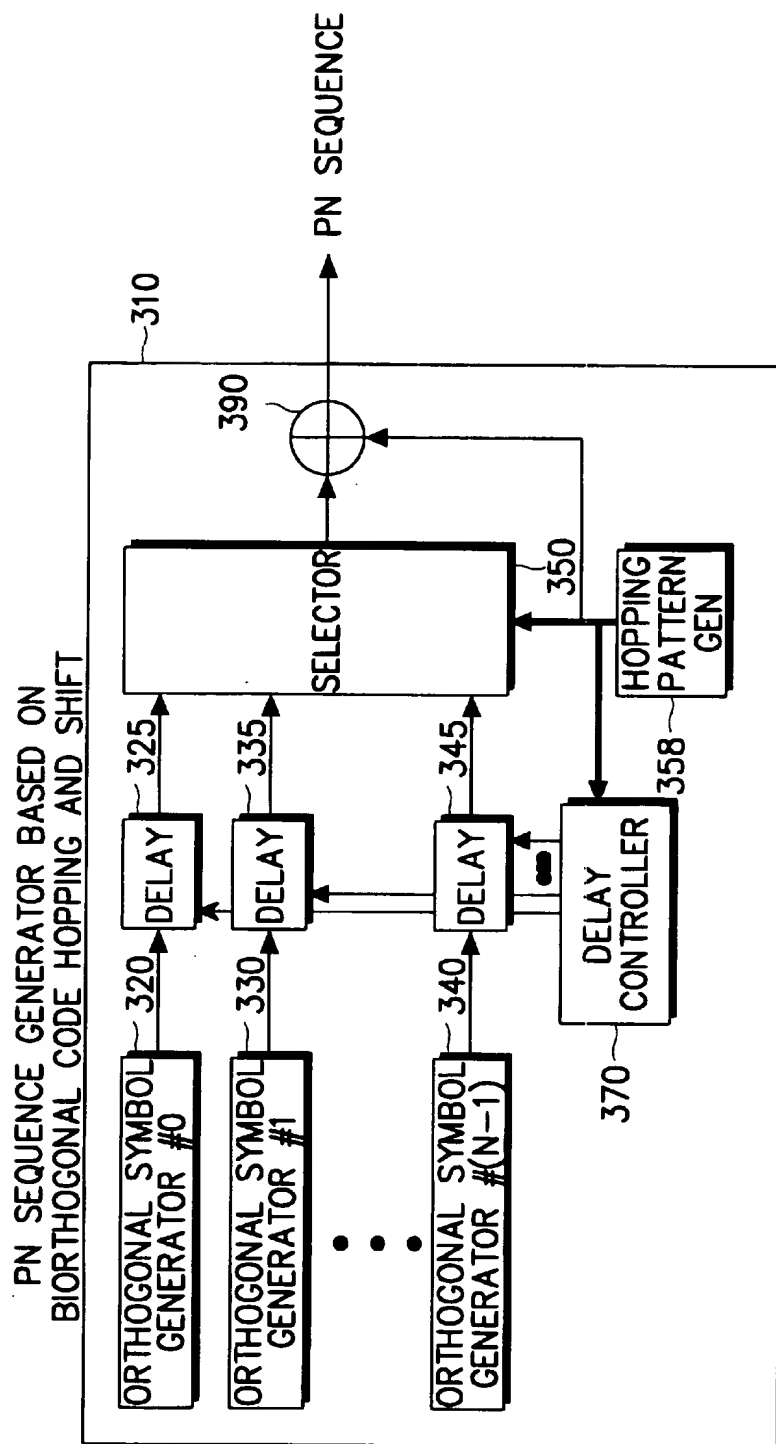 PN SEQUENCE GENERATOR BASED ON
BIORTHOGONAL CODE HOPPING AND SHIFT
310
ORTHOGONAL SYMBOL
GENERATOR #0
320
DELAY
325
ORTHOGONAL SYMBOL
GENERATOR #1
330
DELAY
335
ORTHOGONAL SYMBOL
GENERATOR #(N-1)
340
DELAY
345
SELECTOR
350
390
PN SEQUENCE
DELAY
CONTROLLER
370
HOPPING
PATTERN
GEN
358